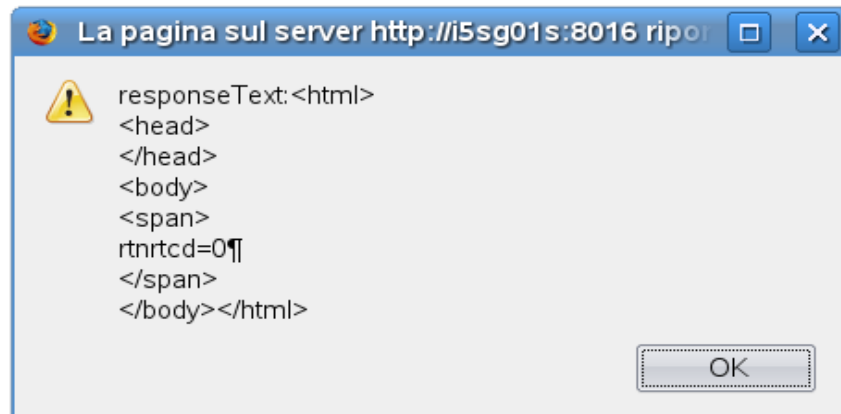 La pagina sul server http://i5sg01s:8016 ripor
responseText:<html>
<head>
</head>
<body>
<span>
rtnrtcd=0¶
</span>
</body></html>
OK